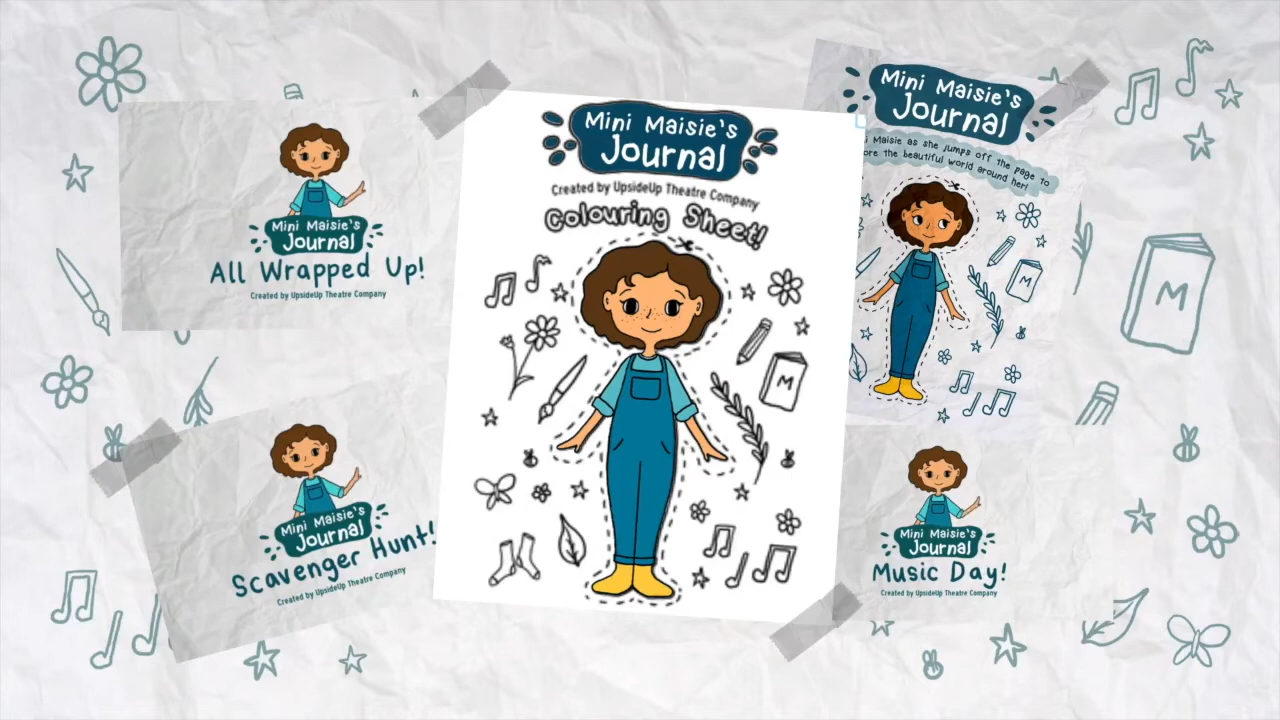 Mini Maisie's
Journal
All Wrapped Up!
Created by UpsideUp Theatre Company
Mini Maisie's
Journal
Scavenger Hunt!
Created by UpsideUp Theatre Company
Mini Maisie's
Journal
Created by UpsideUp Theatre Company
Colouring Sheet!
M
Mini Maisie's
Journal
Maisie as she jumps off the page to
the beautiful world around her!
M
M
Mini Maisie's
Journal
Music Day!
Created by UpsideUp Theatre Company